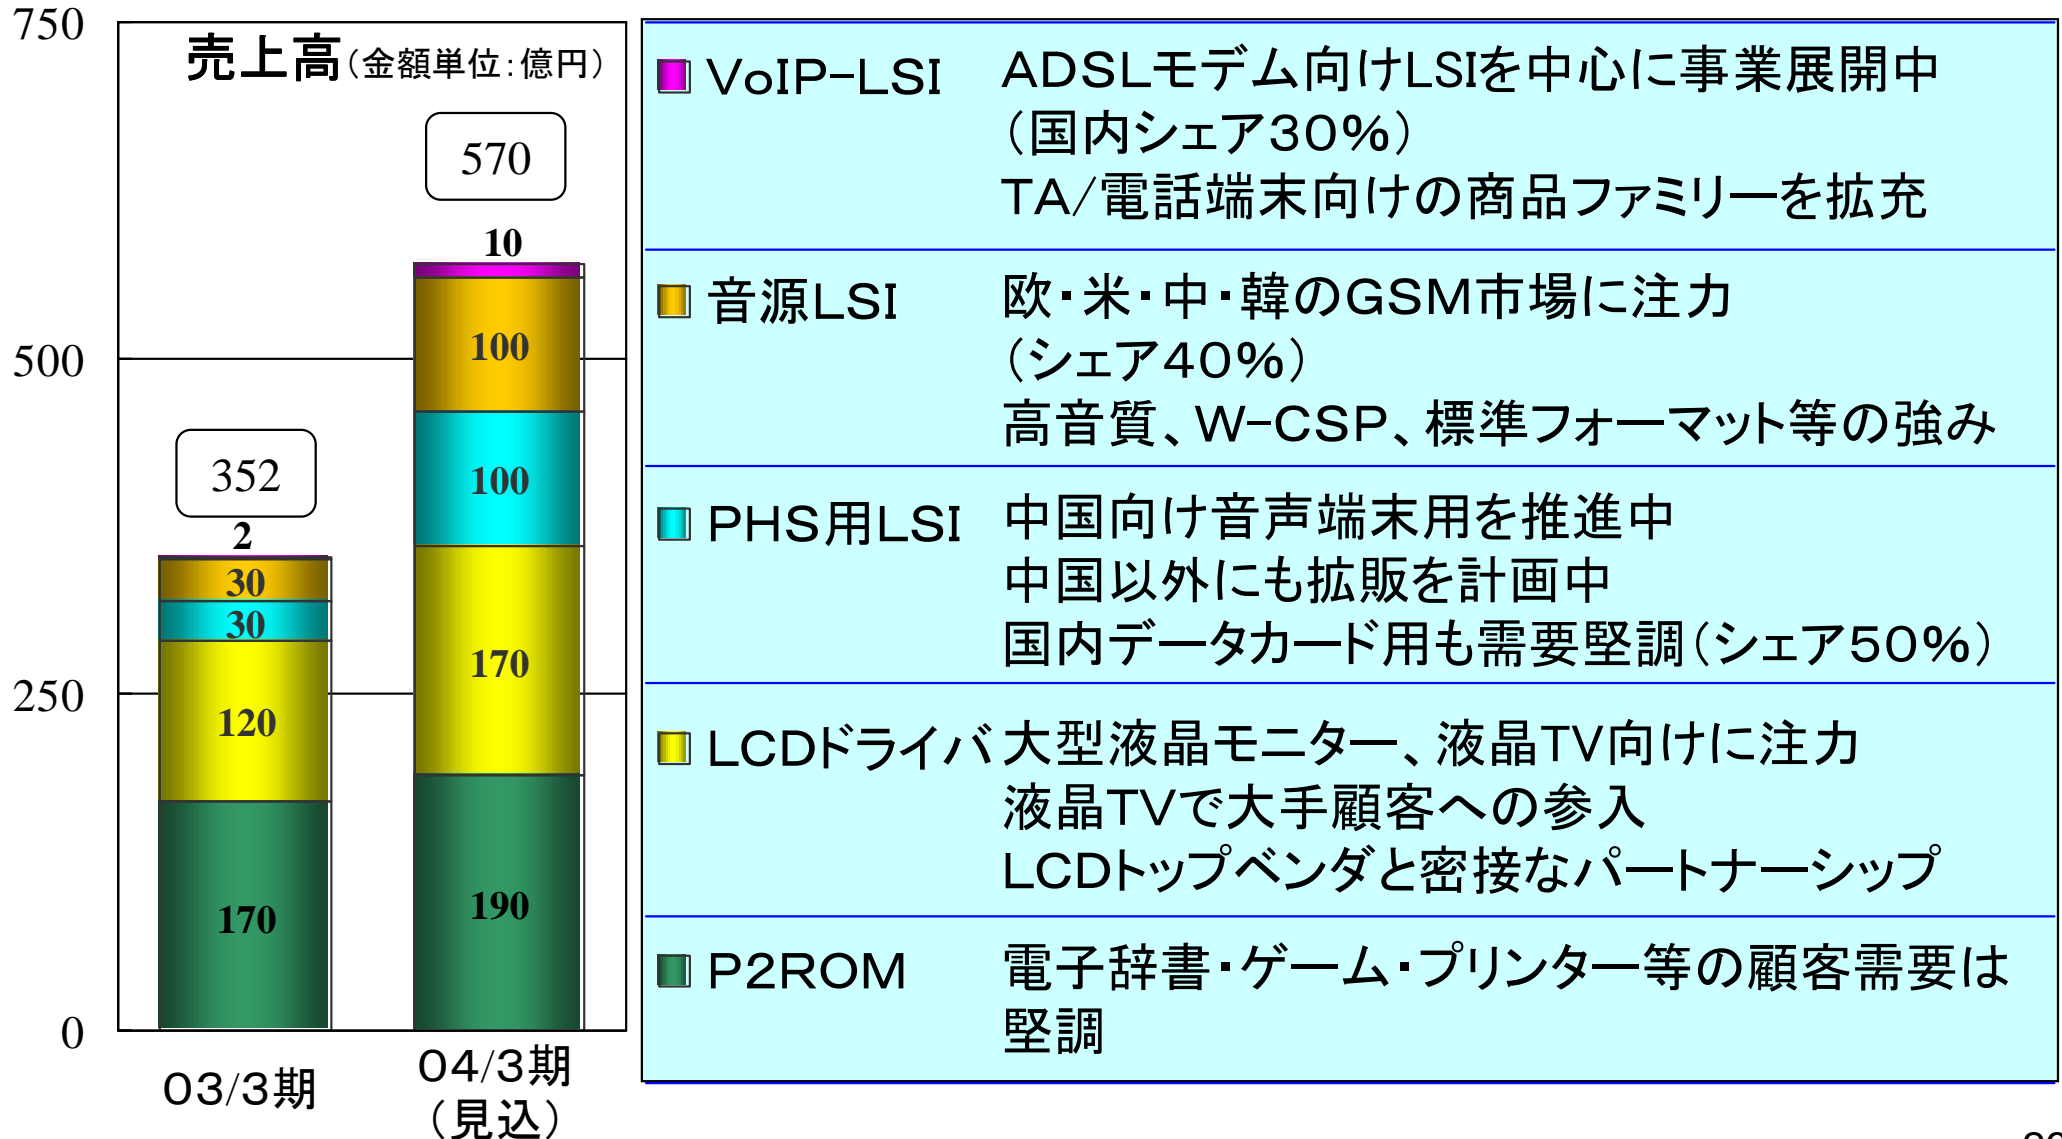 売上高(金額単位:億円)
750
500
250
0
352
2
30
30
120
170
03/3期
570
10
100
100
170
190
04/3期
(見込)
VoIP-LSI ADSLモデム向けLSIを中心に事業展開中
(国内シェア30%)
TA/電話端末向けの商品ファミリーを拡充
音源LSI 欧・米・中・韓のGSM市場に注力
(シェア40%)
高音質、W-CSP、標準フォーマット等の強み
PHS用LSI 中国向け音声端末用を推進中
中国以外にも拡販を計画中
国内データカード用も需要堅調(シェア50%)
LCDドライバ 大型液晶モニター、液晶TV向けに注力
液晶TVで大手顧客への参入
LCDトップベンダと密接なパートナーシップ
P2ROM 電子辞書・ゲーム・プリンター等の顧客需要は
堅調